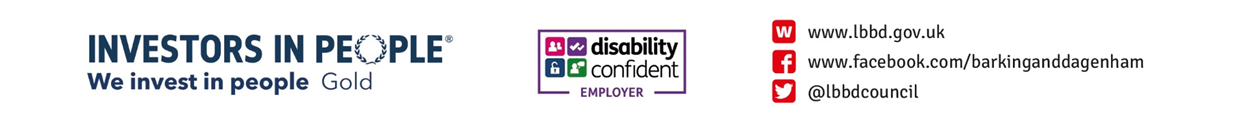 INVESTORS IN PEOPLE®
We invest in people Gold
disability
confident
EMPLOYER
W www.lbbd.gov.uk
f www.facebook.com/barkinganddagenham
@lbbdcouncil